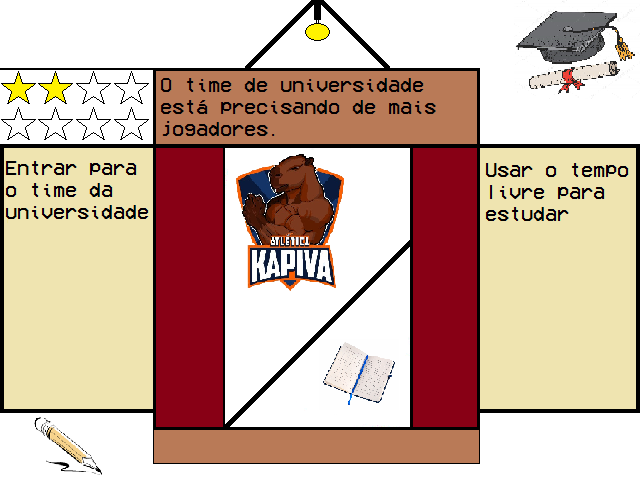 O time de universidade
está precisando de mais
jogadores.
Entrar para
o time da
universidade
ATLÉTICA
KAPIVA
Usar o tempo
livre para
estudar